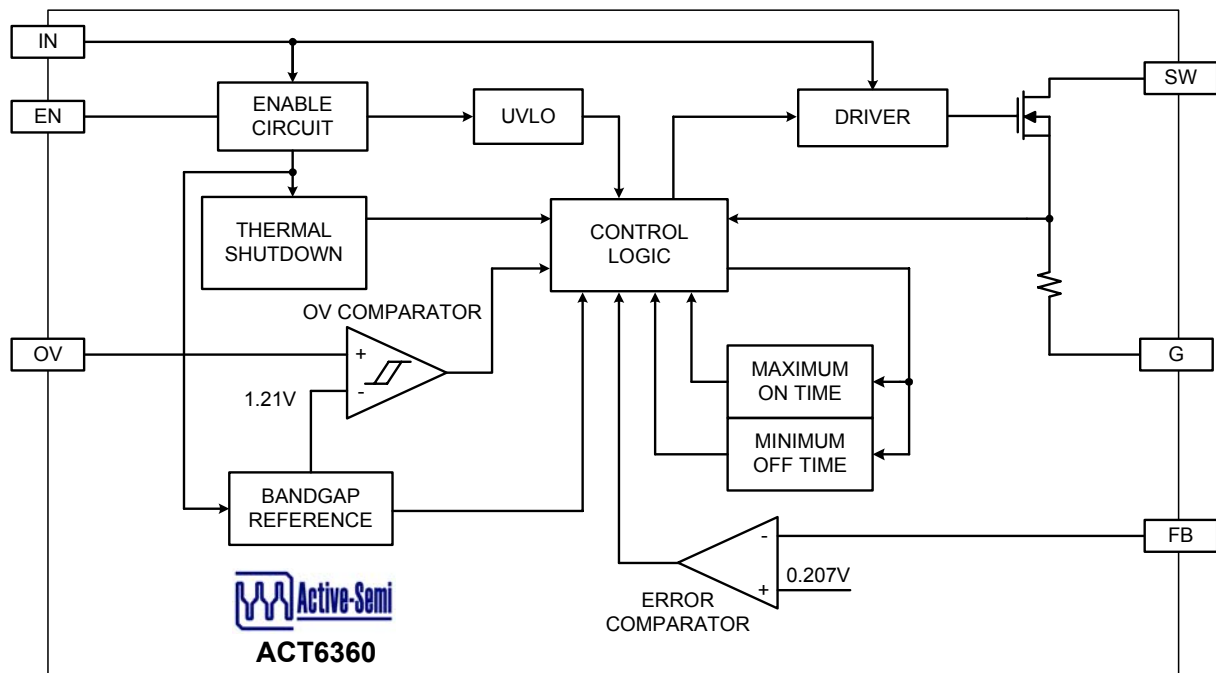 IN
EN
ENABLE
CIRCUIT
UVLO
DRIVER
SW
THERMAL
SHUTDOWN
CONTROL
LOGIC
OV COMPARATOR
OV
+
-
1.21V
G
MAXIMUM
ON TIME
MINIMUM
OFF TIME
BANDGAP
REFERENCE
FB
-
+
0.207V
ERROR
COMPARATOR
Active-Semi
ACT6360